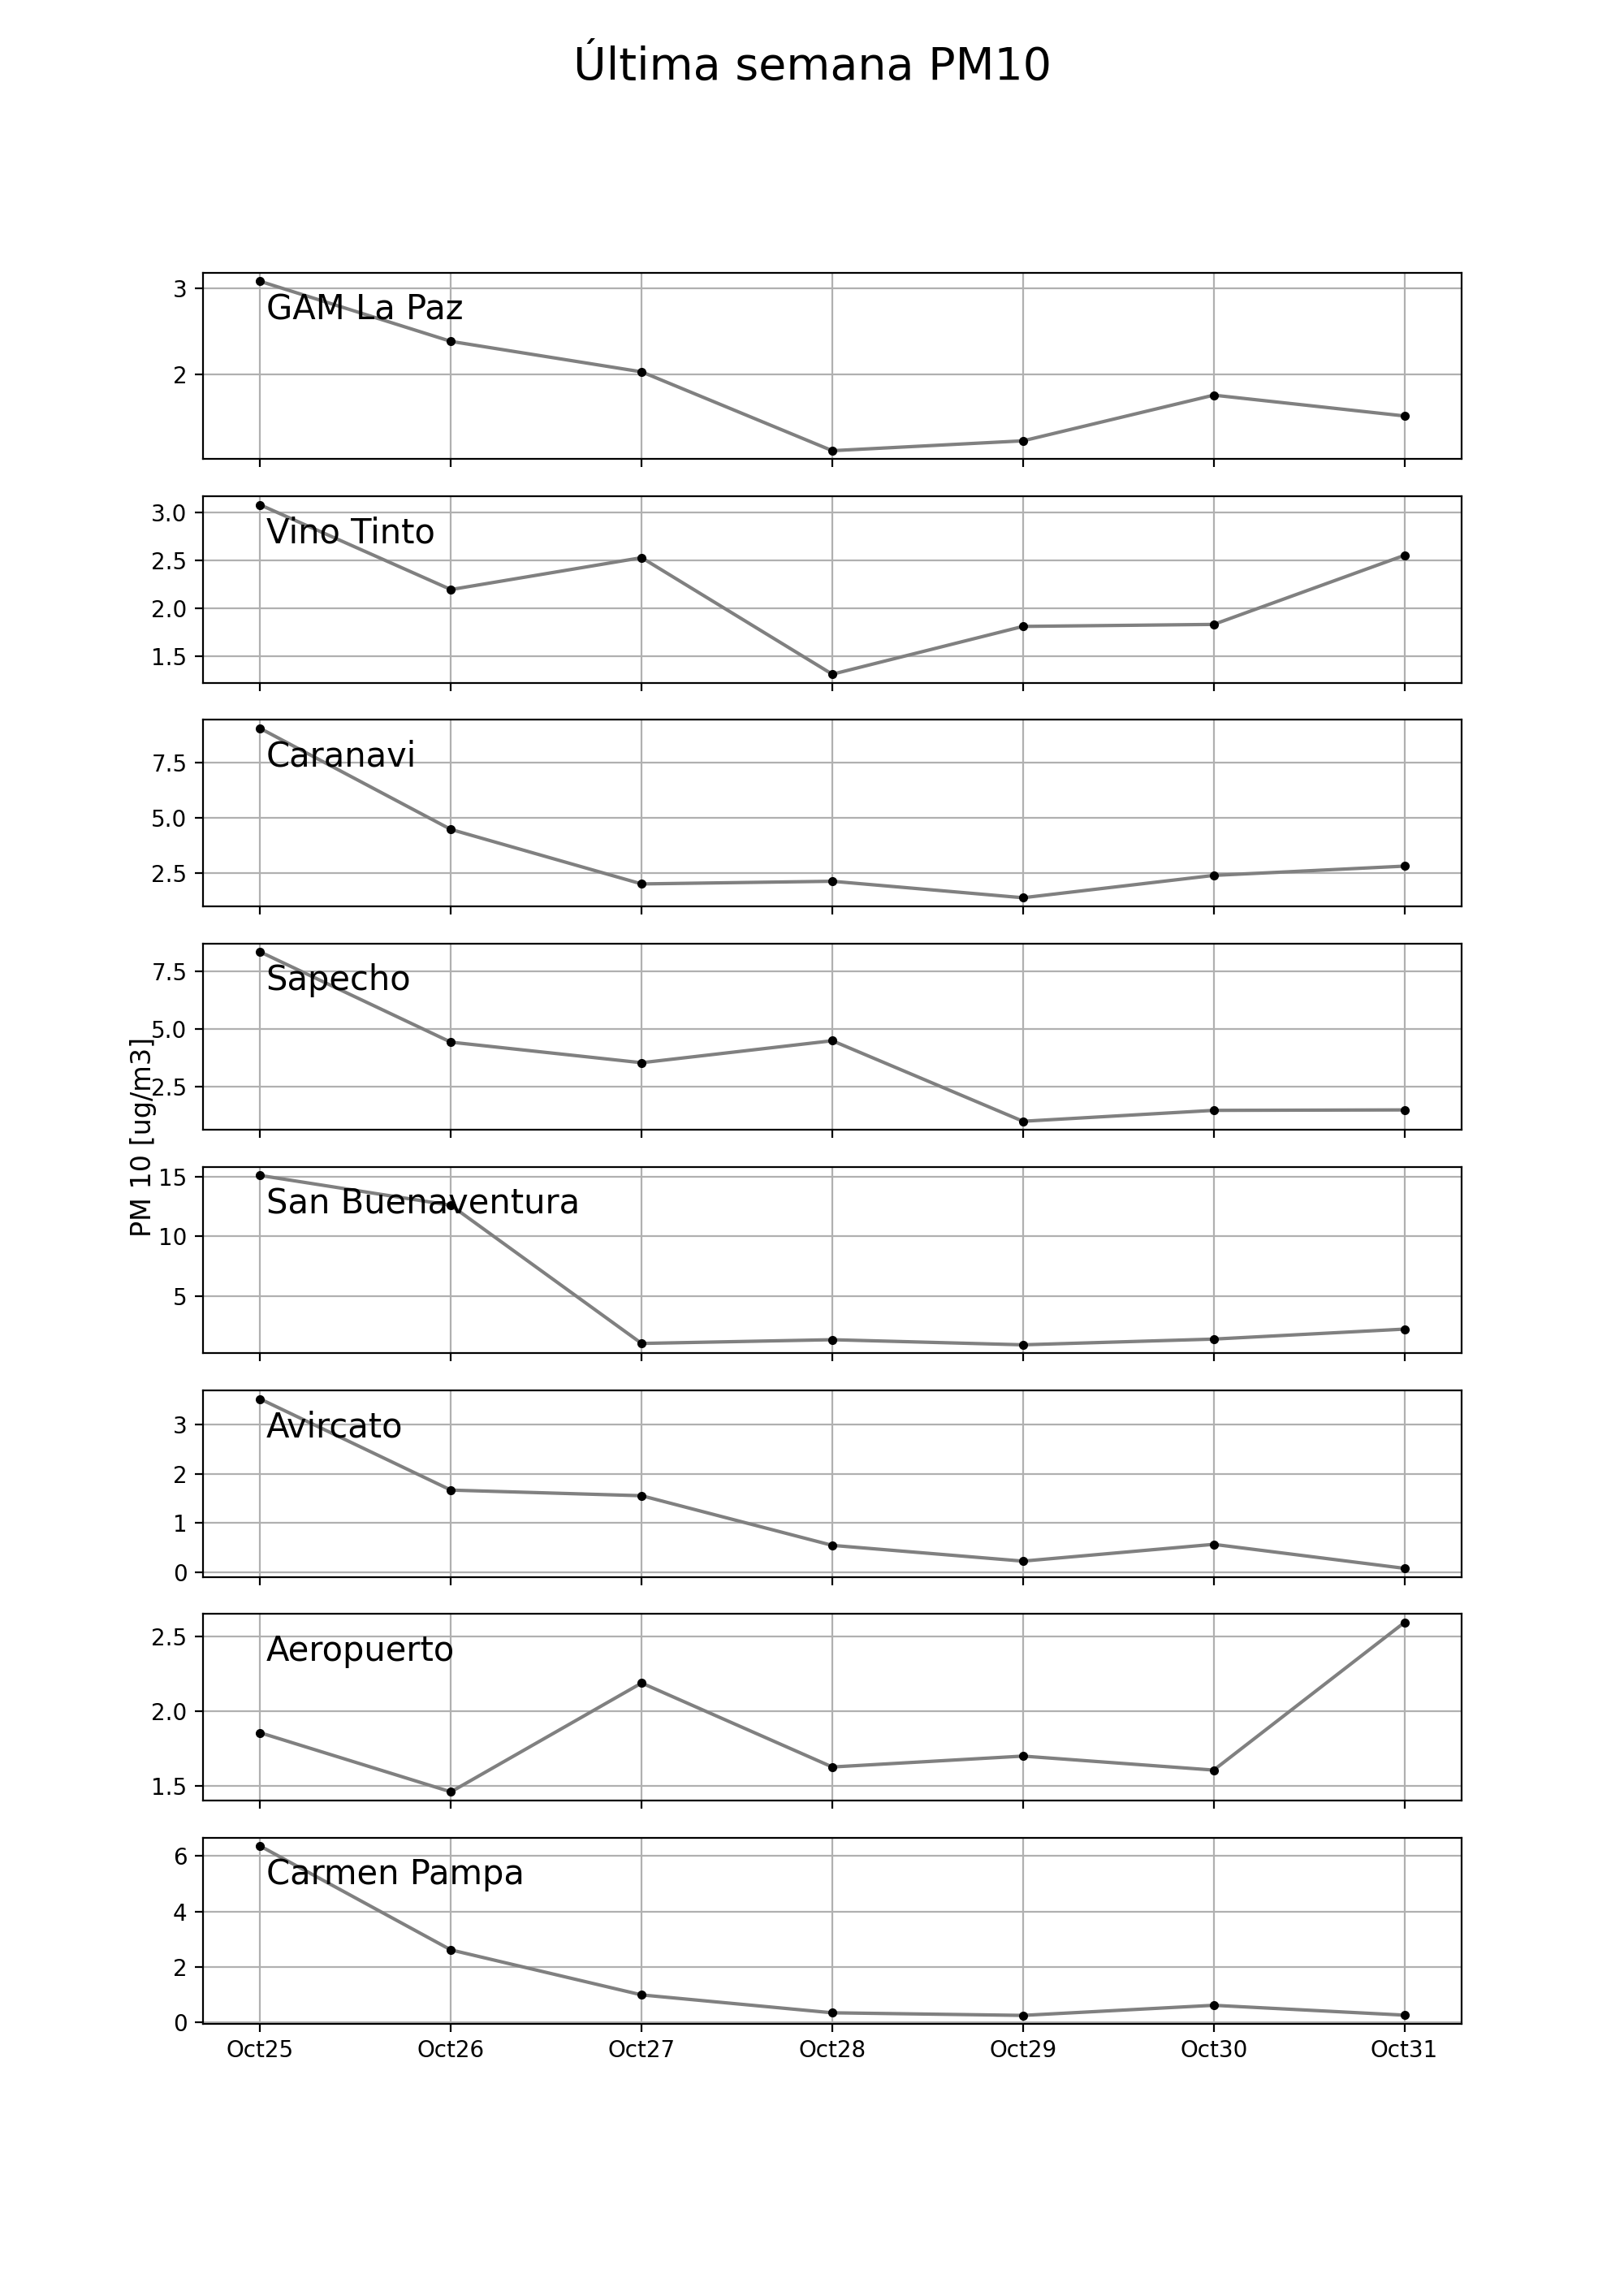 Última semana PM10
3
GAM La Paz
2
3.0
Vino Tinto
2.5
2.0
1.5
Caranavi
7.5
5.0
2.5
7.5
Sapecho
5.0
2.5
PM 10 [ug/m3]
15
San Buenaventura
10
5
3
Avircato
2
1
0
2.5
Aeropuerto
2.0
1.5
6
Carmen Pampa
4
2
0
Oct25 Oct26 Oct27 Oct28 Oct29 Oct30 Oct31